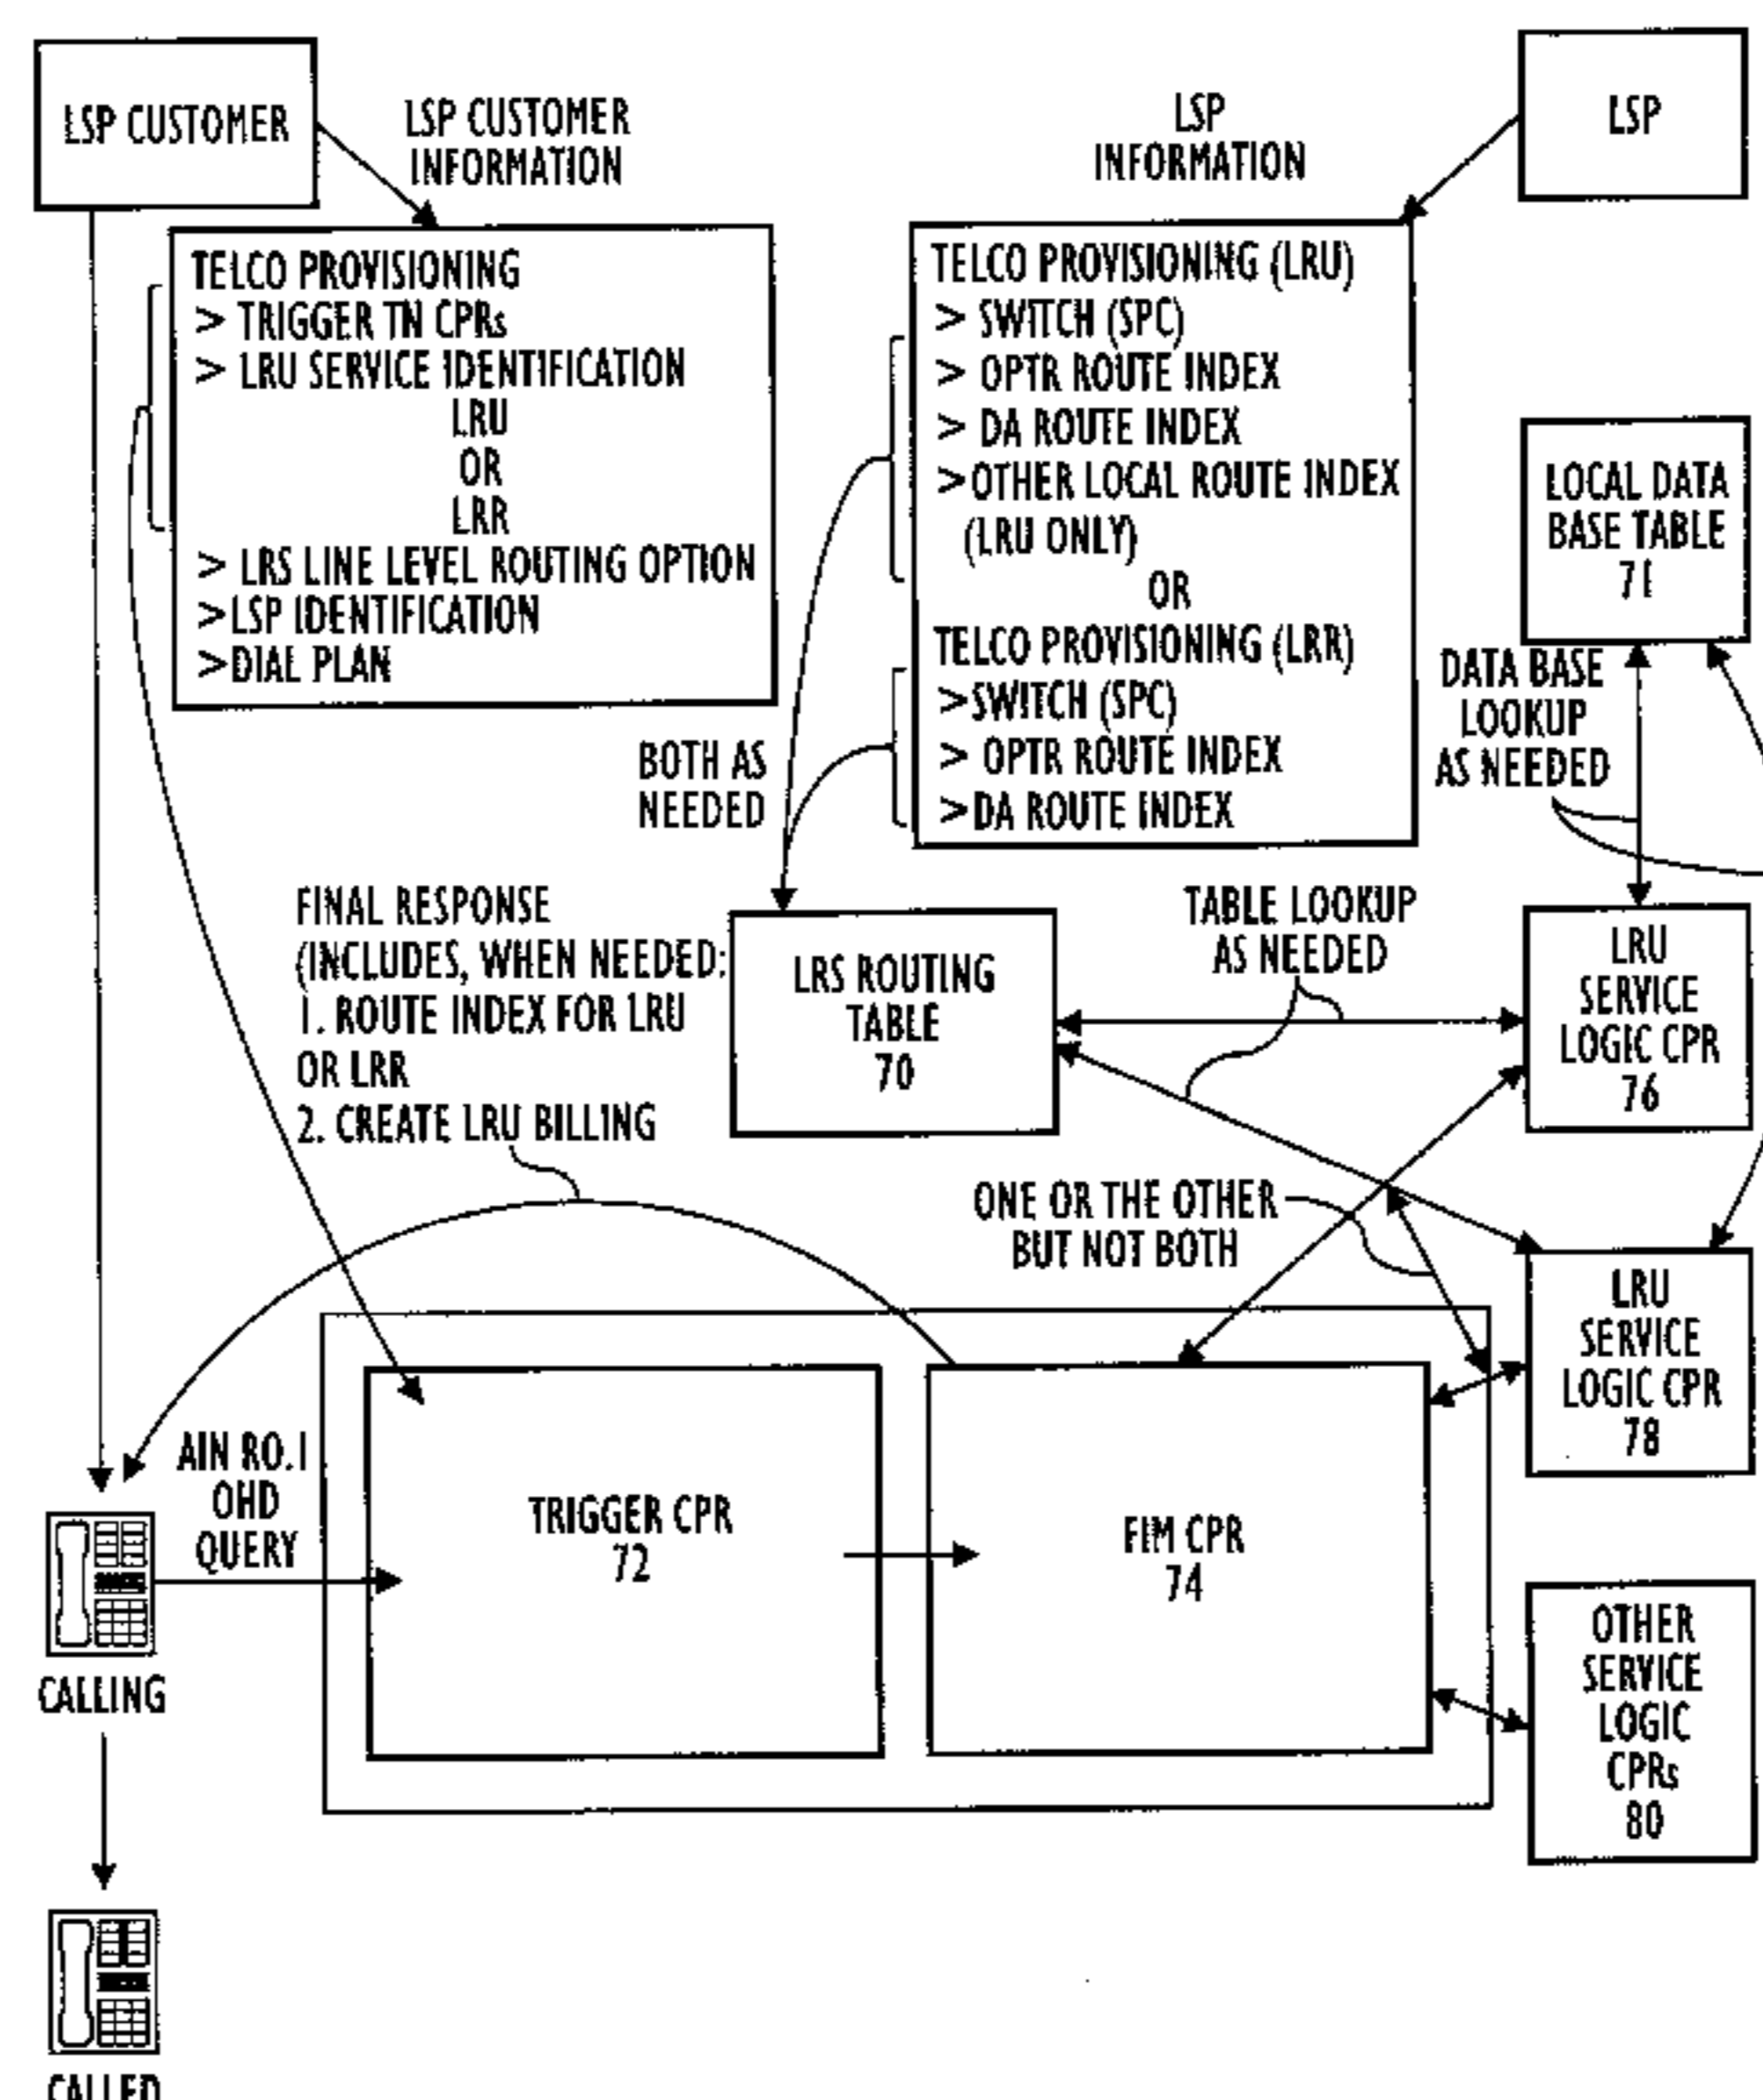 LSP CUSTOMER
LSP CUSTOMER
INFORMATION
LSP
INFORMATION
LSP
TELCO PROVISIONING
> TRIGGER TN CPRs
> LRU SERVICE IDENTIFICATION
LRU
OR
LRR
> LRS LINE LEVEL ROUTING OPTION
>LSP IDENTIFICATION
>DIAL PLAN
TELCO PROVISIONING (LRU)
> SWITCH (SPC)
> OPTR ROUTE INDEX
> DA ROUTE INDEX
>OTHER LOCAL ROUTE INDEX
(LRU ONLY)
OR
TELCO PROVISIONING (LRR)
>SWITCH (SPC)
> OPTR ROUTE INDEX
>DA ROUTE INDEX
LOCAL DATA
BASE TABLE
71
DATA BASE
LOOKUP
AS NEEDED
BOTH AS
NEEDED
FINAL RESPONSE
(INCLUDES, WHEN NEEDED:
1. ROUTE INDEX FOR LRU
OR LRR
2. CREATE LRU BILLING
LRS ROUTING
TABLE
70
TABLE LOOKUP
AS NEEDED
LRU
SERVICE
LOGIC CPR
76
ONE OR THE OTHER
BUT NOT BOTH
LRU
SERVICE
LOGIC CPR
78
AIN RO.1
OHD
QUERY
TRIGGER CPR
72
FIM CPR
74
OTHER
SERVICE
LOGIC
CPRs
80
CALLING
CALLED